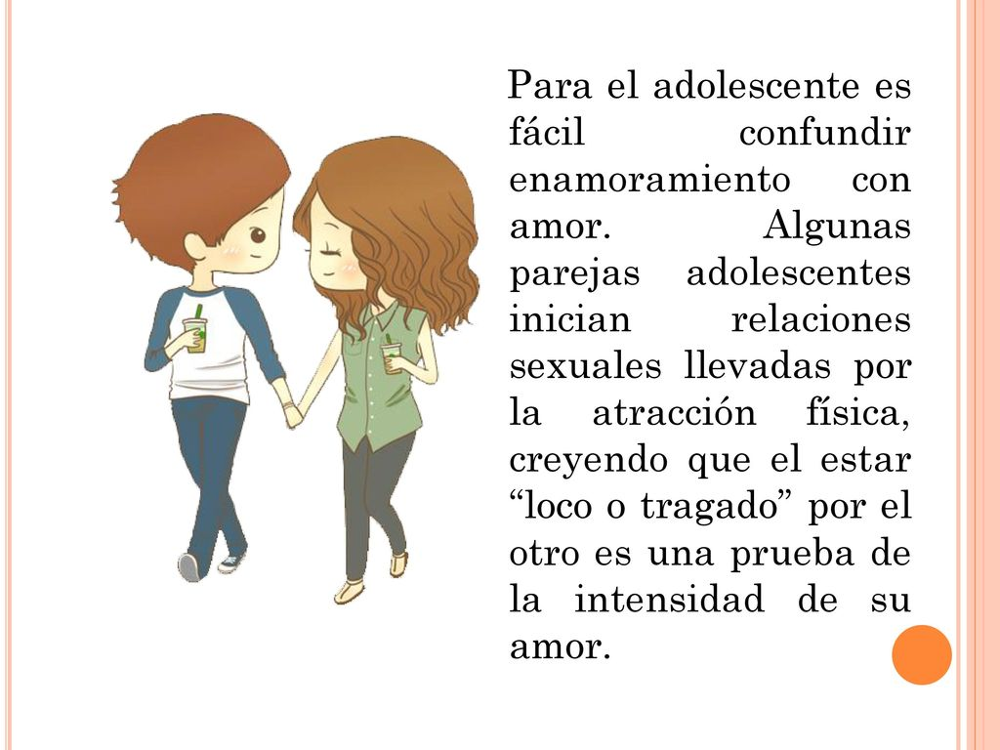 Para el adolescente es
fácil confundir
enamoramiento con
amor. Algunas
parejas adolescentes
inician relaciones
sexuales llevadas por
la atracción física,
creyendo que el estar
“loco o tragado” por el
otro es una prueba de
la intensidad de su
amor.